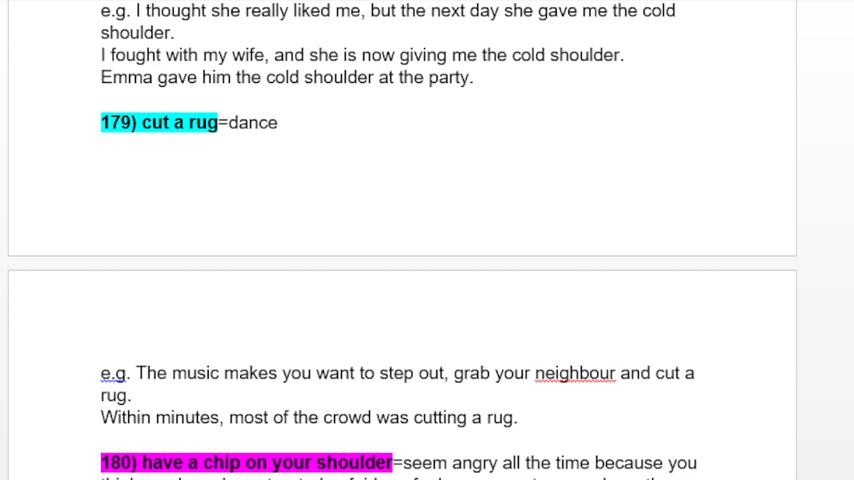 e.g. I thought she really liked me, but the next day she gave me the cold
shoulder.
I fought with my wife, and she is now giving me the cold shoulder.
Emma gave him the cold shoulder at the party.
179) cut a rug=dance
e.g. The music makes you want to step out, grab your neighbour and cut a
rug.
Within minutes, most of the crowd was cutting a rug.
180) have a chip on your shoulder=seem angry all the time because you